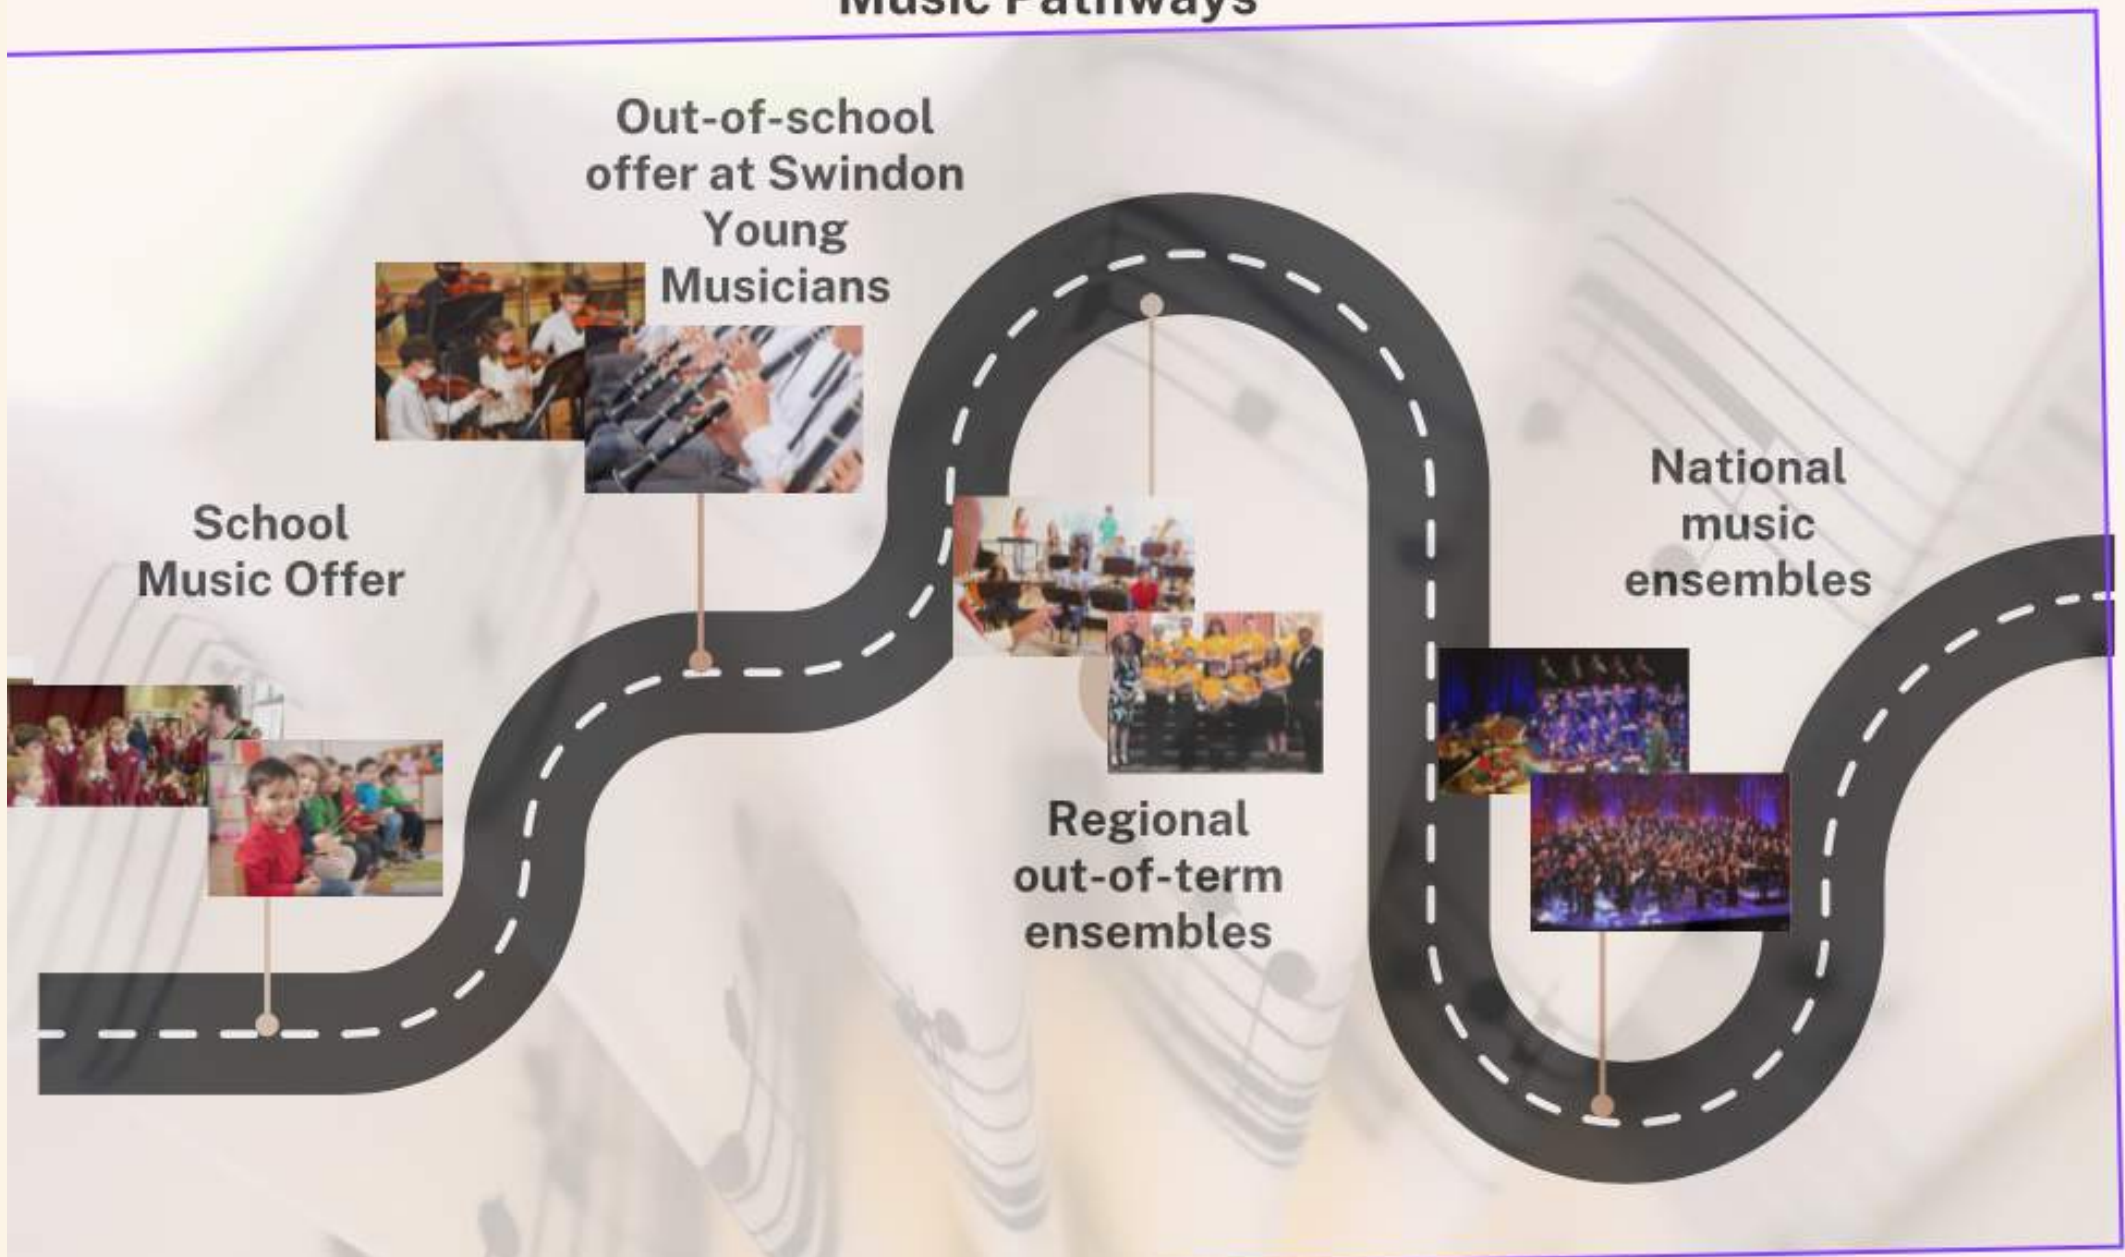 Music Pathways
Out-of-school
offer at Swindon
Young
Musicians
School
Music Offer
National
music
ensembles
Regional
out-of-term
ensembles